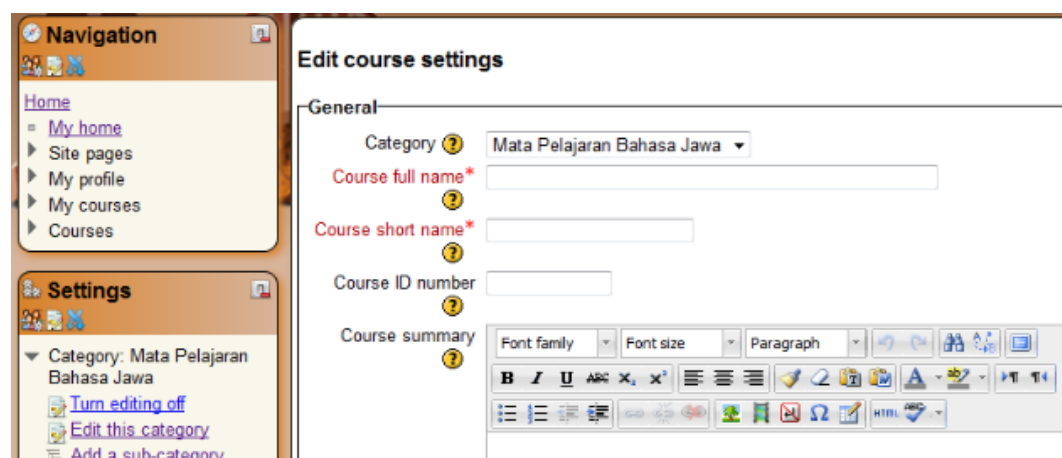 Navigation
Home
My home
Site pages
My profile
My courses
Courses
Settings
Category: Mata Pelajaran
Bahasa Jawa
Turn editing off
Edit this category
Add a sub-category
Edit course settings
General
Category
Mata Pelajaran Bahasa Jawa
Course full name*
Course short name*
Course ID number
Course summary
Font family Font size Paragraph
B I U ABC X₂ X² A ab
Ω HTML ABC